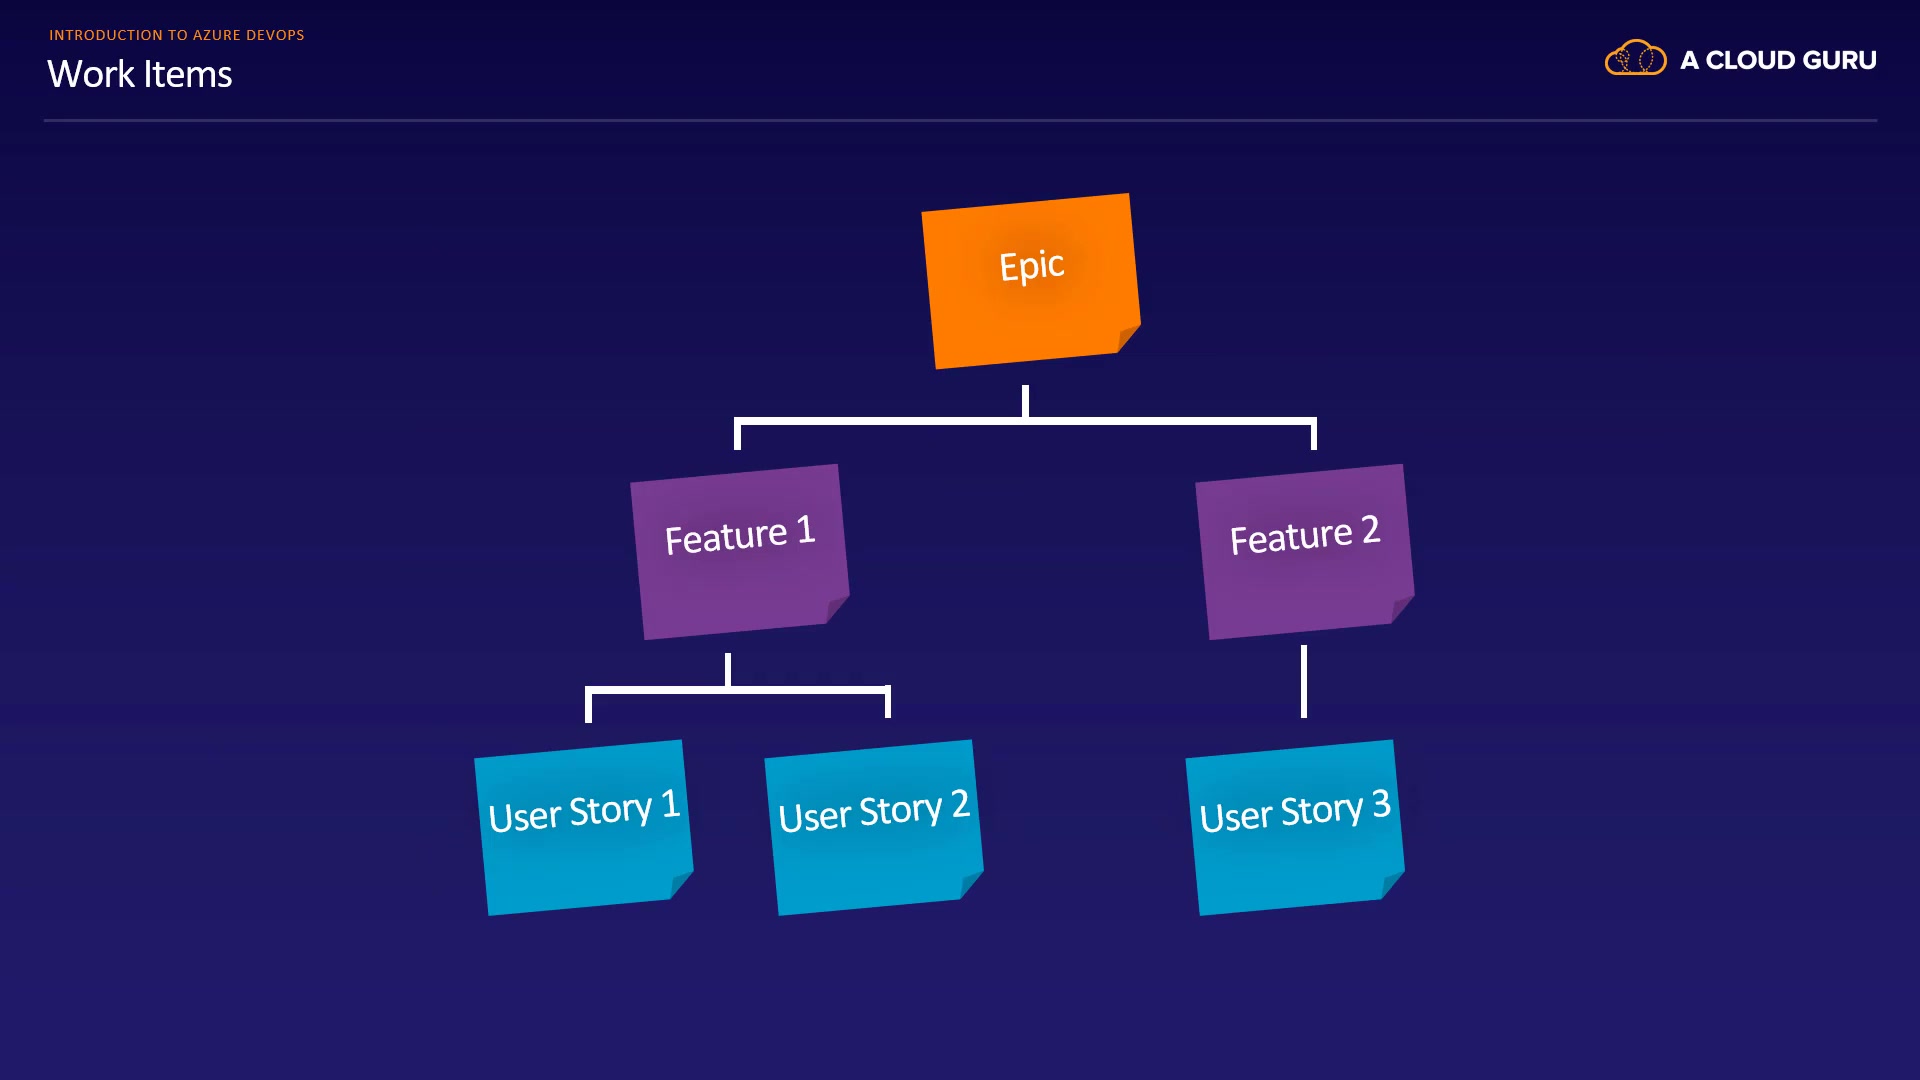 INTRODUCTION TO AZURE DEVOPS
Work Items
A CLOUD GURU
Epic
Feature 1
Feature 2
User Story 1
User Story 2
User Story 3